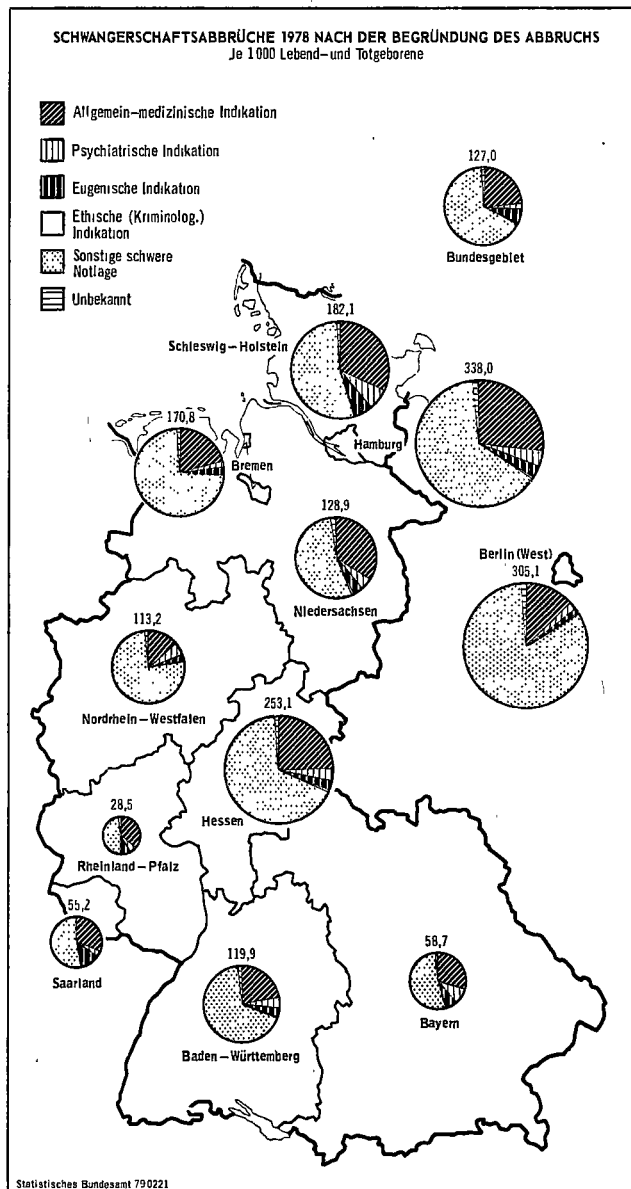 SCHWANGERSCHAFTSABBRÜCHE 1978 NACH DER BEGRÜNDUNG DES ABBRUCHS
Je 1000 Lebend- und Totgeborene
Allgemein-medizinische Indikation
Psychiatrische Indikation
Eugenische Indikation
Ethische (Kriminolog.)
Indikation
Sonstige schwere
Notlage
Unbekannt
127,0
Bundesgebiet
182,1
Schleswig-Holstein
338,0
Hamburg
170,8
Bremen
128,9
Niedersachsen
Berlin (West)
305,1
113,2
Nordrhein-Westfalen
253,1
Hessen
28,5
Rheinland-Pfalz
55,2
Saarland
119,9
Baden-Württemberg
58,7
Bayern
Statistisches Bundesamt 790221